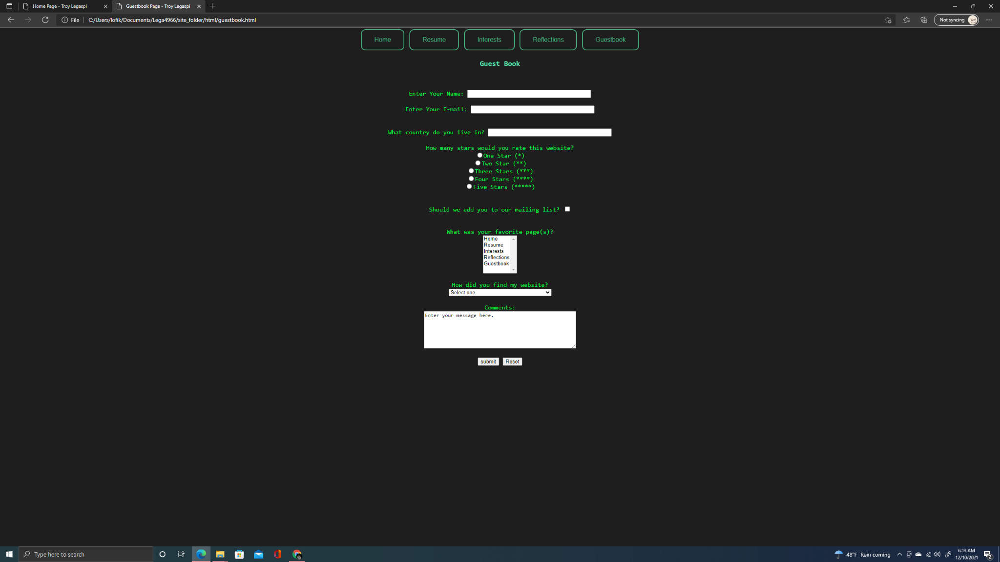 Home Page - Troy Legaspi
Guestbook Page - Troy Legaspi
File
C:/Users/lofik/Documents/Lega4966/site_folder/html/guestbook.html
Not syncing
Home Resume Interests Reflections Guestbook
Guest Book
Enter Your Name:
Enter Your E-mail:
What country do you live in?
How many stars would you rate this website?
One Star (*)
Two Star (**)
Three Stars (***)
Four Stars (****)
Five Stars (*****)
Should we add you to our mailing list?
What was your favorite page(s)?
Home
Resume
Interests
Reflections
Guestbook
How did you find my website?
Select one
Comments:
Enter your message here.
submit Reset
Type here to search
48°F Rain coming
6:13 AM
12/10/2021
2